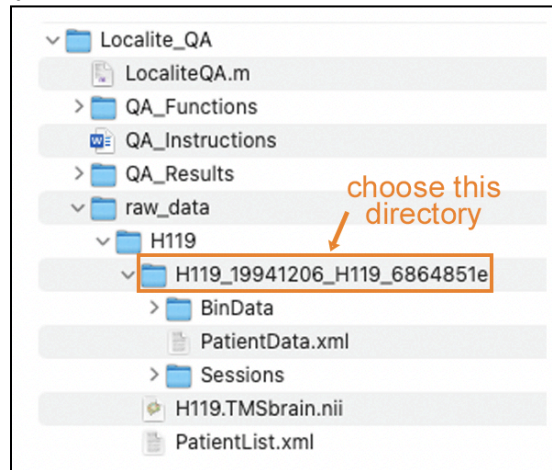 Localite_QA
LocaliteQA.m
QA_Functions
QA_Instructions
QA_Results
choose this
raw_data
directory
H119
H119_19941206_H119_6864851e
BinData
PatientData.xml
Sessions
H119.TMSbrain.nii
PatientList.xml